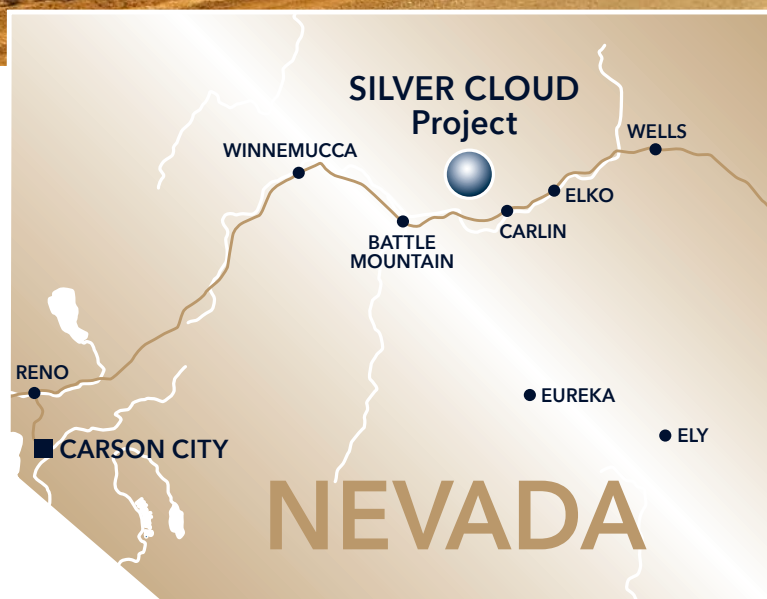 SILVER CLOUD
Project
WELLS
WINNEMUCCA
ELKO
CARLIN
BATTLE
MOUNTAIN
RENO
EUREKA
ELY
CARSON CITY
NEVADA